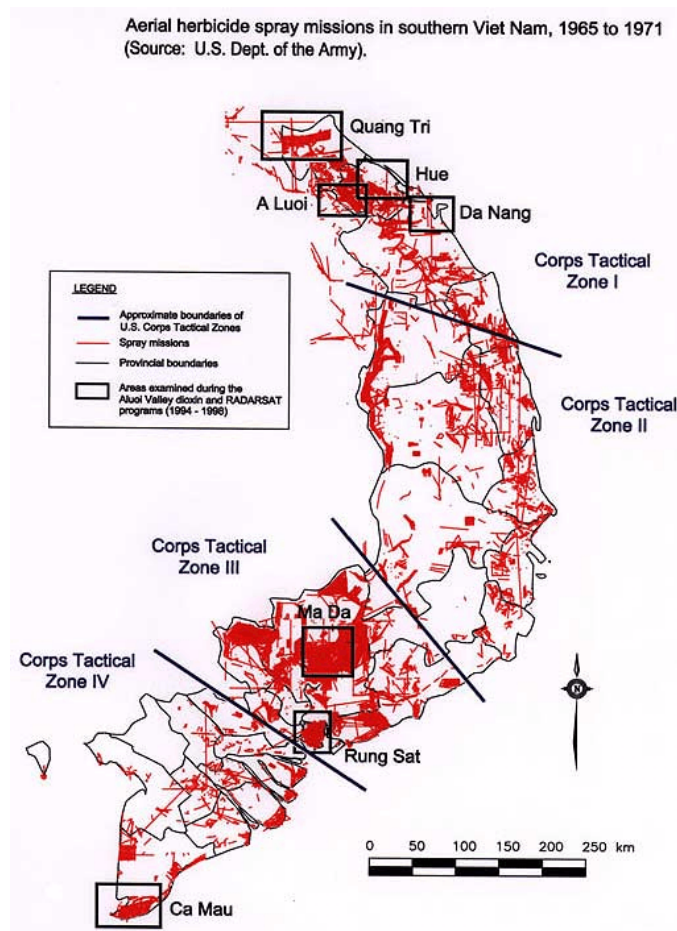 Aerial herbicide spray missions in southern Viet Nam, 1965 to 1971
(Source: U.S. Dept. of the Army).
Quang Tri
Hue
A Luoi
Da Nang
Corps Tactical
Zone I
LEGEND
Approximate boundaries of
U.S. Corps Tactical Zones
Spray missions
Provincial boundaries
Areas examined during the
Aluoi Valley dioxin and RADARSAT
programs (1994 - 1998)
Corps Tactical
Zone II
Corps Tactical
Zone III
Ma Da
Corps Tactical
Zone IV
N
Rung Sat
0 50 100 150 200 250 km
Ca Mau